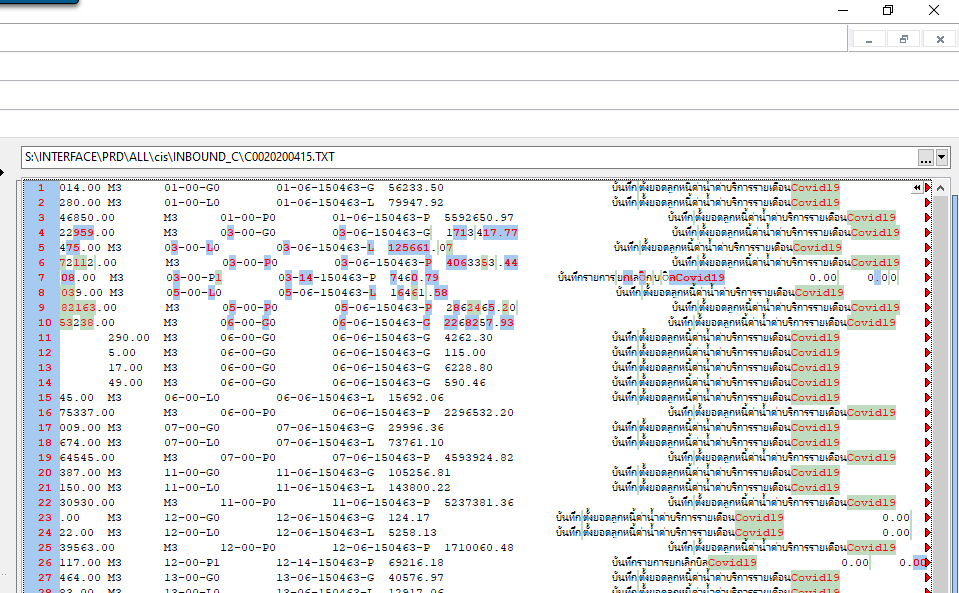 S:\INTERFACE\PRD\ALL\cis\INBOUND_C\C0020200415.TXT
1 014.00 M3 01-00-G0 01-06-150463-G 56233.50 บันทึกตั้งยอดลูกหนี้ค่าน้ำค่าบริการรายเดือนCovid19
2 280.00 M3 01-00-L0 01-06-150463-L 79947.92 บันทึกตั้งยอดลูกหนี้ค่าน้ำค่าบริการรายเดือนCovid19
3 46850.00 M3 01-00-P0 01-06-150463-P 5592650.97 บันทึกตั้งยอดลูกหนี้ค่าน้ำค่าบริการรายเดือนCovid19
4 22959.00 M3 03-00-G0 03-06-150463-G 1713417.77 บันทึกตั้งยอดลูกหนี้ค่าน้ำค่าบริการรายเดือนCovid19
5 475.00 M3 03-00-L0 03-06-150463-L 125661.07 บันทึกตั้งยอดลูกหนี้ค่าน้ำค่าบริการรายเดือนCovid19
6 72112.00 M3 03-00-P0 03-06-150463-P 4063353.44 บันทึกตั้งยอดลูกหนี้ค่าน้ำค่าบริการรายเดือนCovid19
7 08.00 M3 03-00-P1 03-14-150463-P 7460.79 บันทึกรายการยกเลิกบิลCovid19 0.00 0.00
8 039.00 M3 05-00-L0 05-06-150463-L 16461.58 บันทึกตั้งยอดลูกหนี้ค่าน้ำค่าบริการรายเดือนCovid19
9 82163.00 M3 05-00-P0 05-06-150463-P 2862465.20 บันทึกตั้งยอดลูกหนี้ค่าน้ำค่าบริการรายเดือนCovid19
10 53238.00 M3 06-00-G0 06-06-150463-G 2268257.93 บันทึกตั้งยอดลูกหนี้ค่าน้ำค่าบริการรายเดือนCovid19
11 290.00 M3 06-00-G0 06-06-150463-G 4262.30 บันทึกตั้งยอดลูกหนี้ค่าน้ำค่าบริการรายเดือนCovid19
12 5.00 M3 06-00-G0 06-06-150463-G 115.00 บันทึกตั้งยอดลูกหนี้ค่าน้ำค่าบริการรายเดือนCovid19
13 17.00 M3 06-00-G0 06-06-150463-G 6228.80 บันทึกตั้งยอดลูกหนี้ค่าน้ำค่าบริการรายเดือนCovid19
14 49.00 M3 06-00-G0 06-06-150463-G 590.46 บันทึกตั้งยอดลูกหนี้ค่าน้ำค่าบริการรายเดือนCovid19
15 45.00 M3 06-00-L0 06-06-150463-L 15692.06 บันทึกตั้งยอดลูกหนี้ค่าน้ำค่าบริการรายเดือนCovid19
16 75337.00 M3 06-00-P0 06-06-150463-P 2296532.20 บันทึกตั้งยอดลูกหนี้ค่าน้ำค่าบริการรายเดือนCovid19
17 009.00 M3 07-00-G0 07-06-150463-G 29996.36 บันทึกตั้งยอดลูกหนี้ค่าน้ำค่าบริการรายเดือนCovid19
18 674.00 M3 07-00-L0 07-06-150463-L 73761.10 บันทึกตั้งยอดลูกหนี้ค่าน้ำค่าบริการรายเดือนCovid19
19 64545.00 M3 07-00-P0 07-06-150463-P 4593924.82 บันทึกตั้งยอดลูกหนี้ค่าน้ำค่าบริการรายเดือนCovid19
20 387.00 M3 11-00-G0 11-06-150463-G 105256.81 บันทึกตั้งยอดลูกหนี้ค่าน้ำค่าบริการรายเดือนCovid19
21 150.00 M3 11-00-L0 11-06-150463-L 143800.22 บันทึกตั้งยอดลูกหนี้ค่าน้ำค่าบริการรายเดือนCovid19
22 30930.00 M3 11-00-P0 11-06-150463-P 5237381.36 บันทึกตั้งยอดลูกหนี้ค่าน้ำค่าบริการรายเดือนCovid19
23 .00 M3 12-00-G0 12-06-150463-G 124.17 บันทึกตั้งยอดลูกหนี้ค่าน้ำค่าบริการรายเดือนCovid19 0.00
24 22.00 M3 12-00-L0 12-06-150463-L 5258.13 บันทึกตั้งยอดลูกหนี้ค่าน้ำค่าบริการรายเดือนCovid19 0.00
25 39563.00 M3 12-00-P0 12-06-150463-P 1710060.48 บันทึกตั้งยอดลูกหนี้ค่าน้ำค่าบริการรายเดือนCovid19
26 117.00 M3 12-00-P1 12-14-150463-P 69216.18 บันทึกรายการยกเลิกบิลCovid19 0.00 0.00
27 464.00 M3 13-00-G0 13-06-150463-G 40576.97 บันทึกตั้งยอดลูกหนี้ค่าน้ำค่าบริการรายเดือนCovid19
28 83.00 M3 13-00-L0 13-06-150463-L 12917.06 บันทึกตั้งยอดลูกหนี้ค่าน้ำค่าบริการรายเดือนCovid19